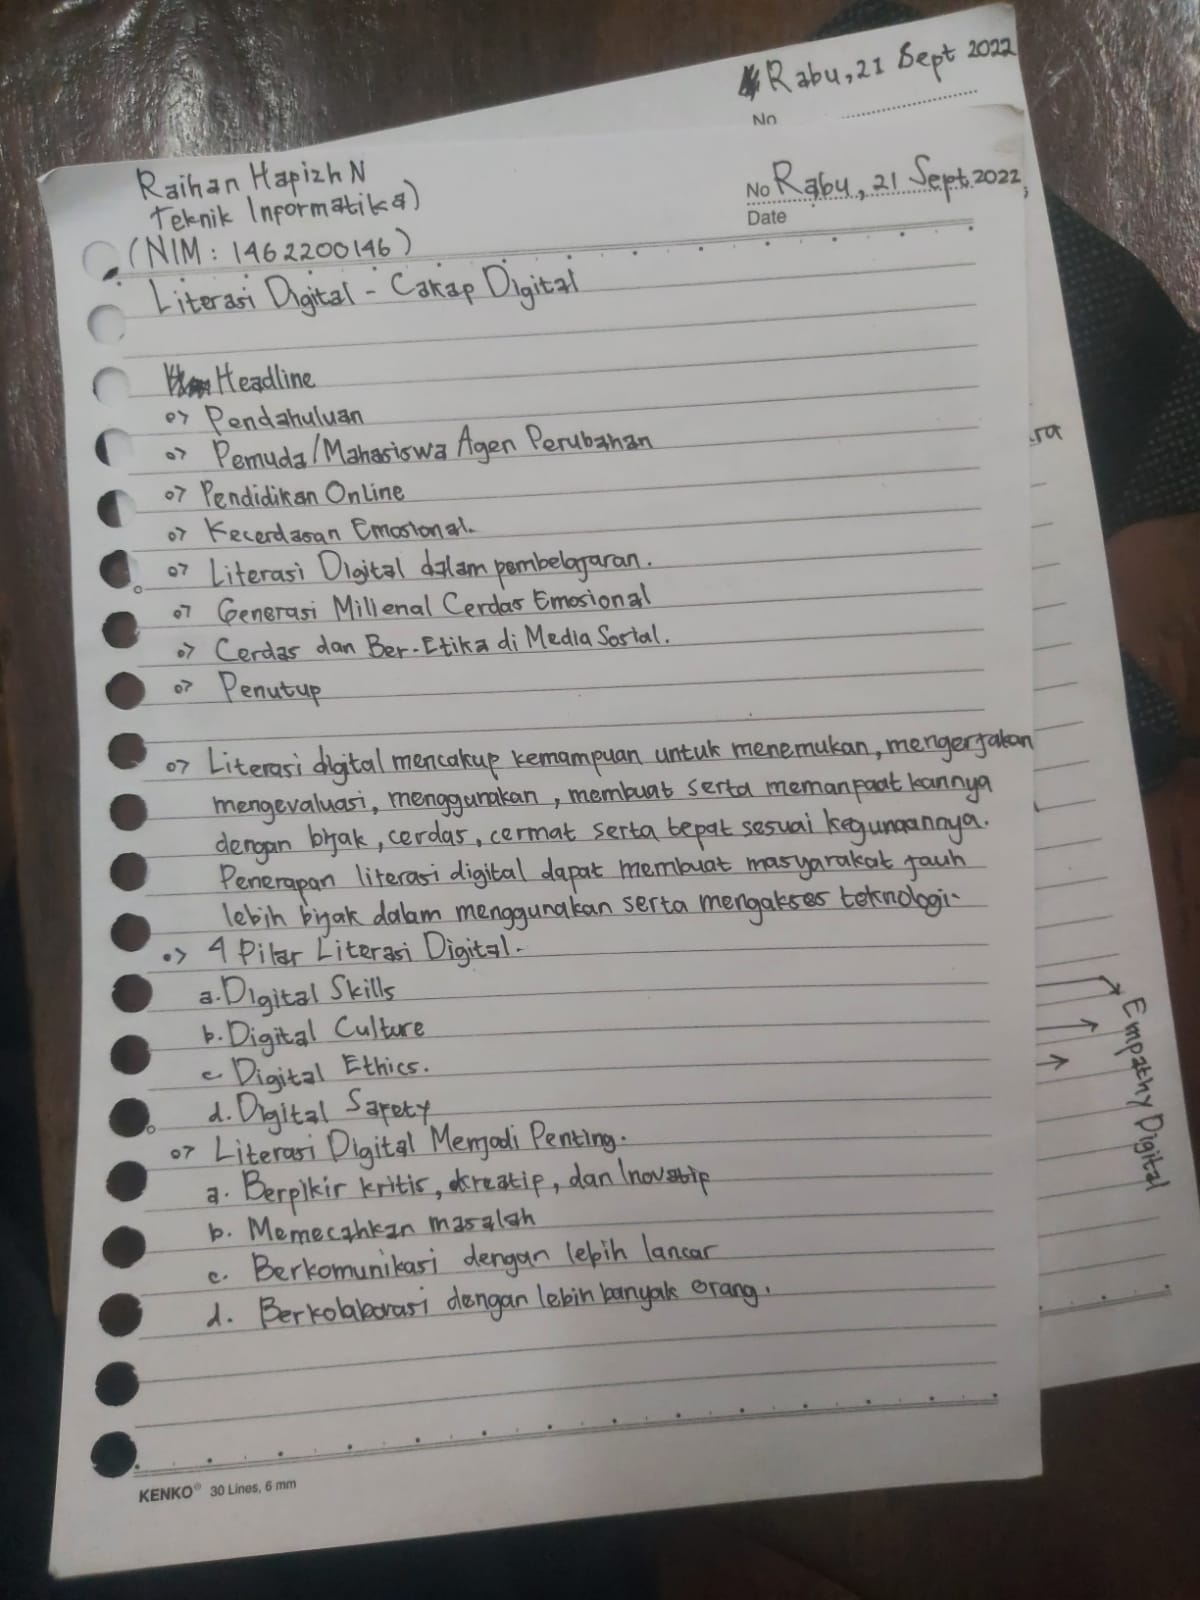 Rabu, 21 Sept 2022
No
Raihan Hapizh N
Teknik Informatika)
(NIM : 1462200146)
No Rabu, 21 Sept 2022
Date
Literasi Digital - Cakap Digital
Headline
Pendahuluan
Pemuda/Mahasiswa Agen Perubahan
Pendidikan Online
Kecerdasan Emosional.
Literasi Digital dalam pembelajaran.
Generasi Milienal Cerdas Emosional
Cerdas dan Ber-Etika di Media Sosial.
Penutup
Literasi digital mencakup kemampuan untuk menemukan, mengerjakan
mengevaluasi, menggunakan, membuat serta memanpaatkannya
dengan bijak, cerdas, cermat serta tepat sesuai kegunaannya.
Penerapan literasi digital dapat membuat masyarakat jauh
lebih bijak dalam menggunakan serta mengakses teknologi.
4 Pilar Literasi Digital.
a. Digital Skills
b. Digital Culture
c. Digital Ethics.
d. Digital Safety
Literasi Digital Menjadi Penting.
a. Berpikir kritis, kreatip, dan Inovatip
b. Memecahkan masalah
c. Berkomunikasi dengan lebih lancar
d. Berkolaborasi dengan lebih banyak orang.
KENKO® 30 Lines, 6 mm
ra
Empathy Digital